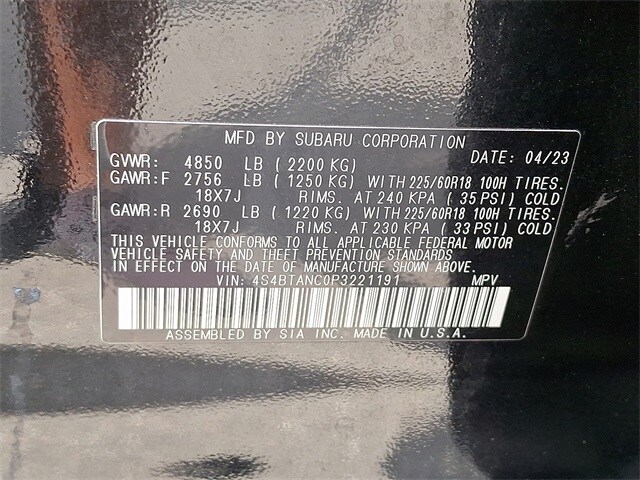 MFD BY SUBARU CORPORATION
GVWR: 4850 LB (2200 KG) DATE: 04/23
GAWR:F 2756 LB (1250 KG) WITH 225/60R18 100H TIRES.
18X7J RIMS. AT 240 KPA (35 PSI) COLD
GAWR:R 2690 LB (1220 KG) WITH 225/60R18 100H TIRES.
18X7J RIMS. AT 230 KPA (33 PSI) COLD
THIS VEHICLE CONFORMS TO ALL APPLICABLE FEDERAL MOTOR
VEHICLE SAFETY AND THEFT PREVENTION STANDARDS
IN EFFECT ON THE DATE OF MANUFACTURE SHOWN ABOVE.
VIN: 4S4BTANC0P3221191 MPV
ASSEMBLED BY SIA INC. MADE IN U.S.A.